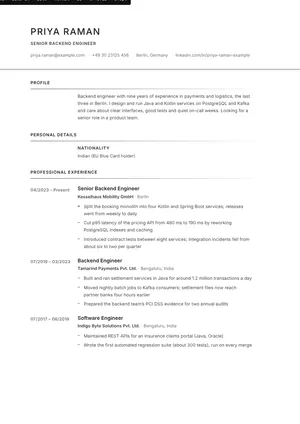 PRIYA RAMAN
SENIOR BACKEND ENGINEER
priya.raman@example.com +49 30 23125 456 Berlin, Germany linkedin.com/in/priya-raman-example
PROFILE
Backend engineer with nine years of experience in payments and logistics, the last
three in Berlin. I design and run Java and Kotlin services on PostgreSQL and Kafka
and care about clear interfaces, good tests and quiet on-call weeks. Looking for a
senior role in a product team.
PERSONAL DETAILS
NATIONALITY
Indian (EU Blue Card holder)
PROFESSIONAL EXPERIENCE
04/2023 – Present
Senior Backend Engineer
Kesselhaus Mobility GmbH · Berlin
– Split the booking monolith into four Kotlin and Spring Boot services; releases
went from weekly to daily
– Cut p95 latency of the pricing API from 480 ms to 190 ms by reworking
PostgreSQL indexes and caching
– Introduced contract tests between eight services; integration incidents fell from
about six to two per quarter
07/2019 – 03/2023
Backend Engineer
Tamarind Payments Pvt. Ltd. · Bengaluru, India
– Built and ran settlement services in Java for around 1.2 million transactions a day
– Moved nightly batch jobs to Kafka consumers; settlement files now reach
partner banks four hours earlier
– Prepared the backend team's PCI DSS evidence for two annual audits
07/2017 – 06/2019
Software Engineer
Indigo Byte Solutions Pvt. Ltd. · Bengaluru, India
– Maintained REST APIs for an insurance claims portal (Java, Oracle)
– Wrote the first automated regression suite (about 300 tests), run on every merge